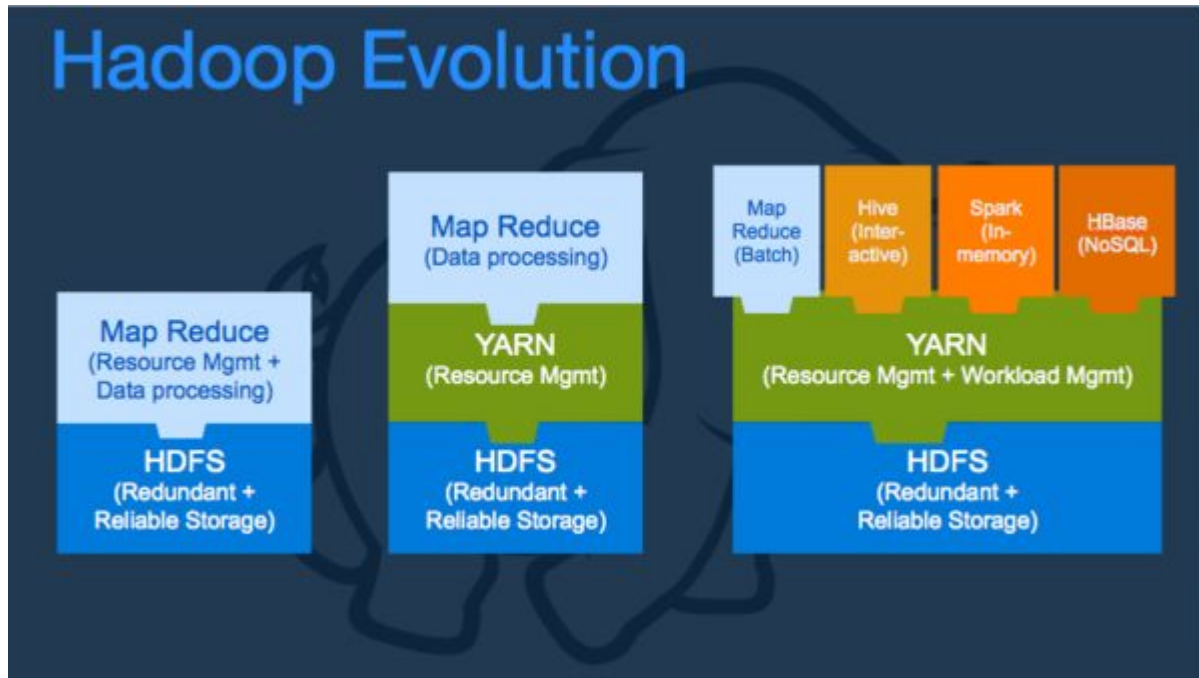 Hadoop Evolution
Map Reduce
(Resource Mgmt +
Data processing)
HDFS
(Redundant +
Reliable Storage)
Map Reduce
(Data processing)
YARN
(Resource Mgmt)
HDFS
(Redundant +
Reliable Storage)
Map
Reduce
(Batch)
Hive
(Inter-
active)
Spark
(In-
memory)
HBase
(NoSQL)
YARN
(Resource Mgmt + Workload Mgmt)
HDFS
(Redundant +
Reliable Storage)